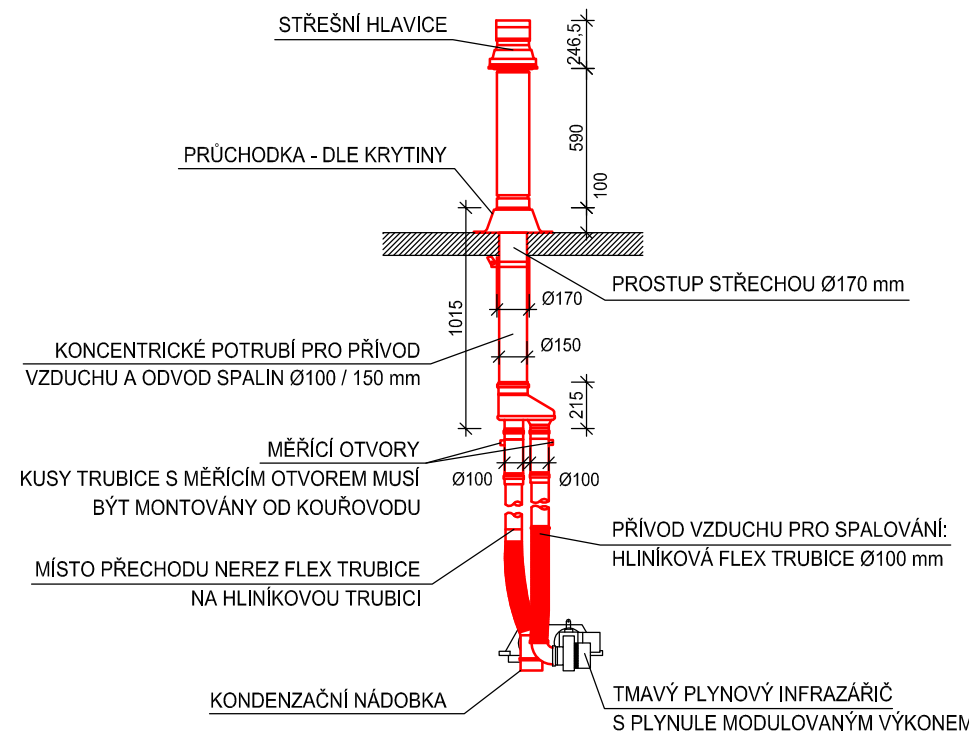 STŘEŠNÍ HLAVICE
246,5
590
PRŮCHODKA - DLE KRYTINY
100
PROSTUP STŘECHOU Ø170 mm
1015
Ø170
KONCENTRICKÉ POTRUBÍ PRO PŘÍVOD
VZDUCHU A ODVOD SPALIN Ø100 / 150 mm
Ø150
215
MĚŘÍCÍ OTVORY
KUSY TRUBICE S MĚŘÍCÍM OTVOREM MUSÍ
BÝT MONTOVÁNY OD KOUŘOVODU
Ø100
Ø100
PŘÍVOD VZDUCHU PRO SPALOVÁNÍ:
HLINÍKOVÁ FLEX TRUBICE Ø100 mm
MÍSTO PŘECHODU NEREZ FLEX TRUBICE
NA HLINÍKOVOU TRUBICI
KONDENZAČNÍ NÁDOBKA
TMAVÝ PLYNOVÝ INFRAZÁŘIČ
S PLYNULE MODULOVANÝM VÝKONEM